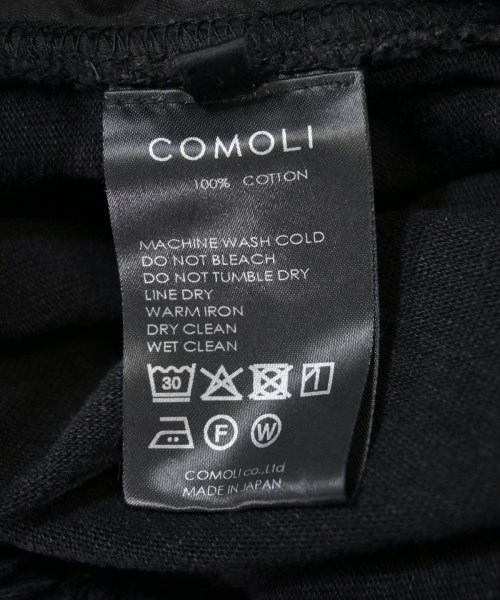 COMOLI
100% COTTON
MACHINE WASH COLD
DO NOT BLEACH
DO NOT TUMBLE DRY
LINE DRY
WARM IRON
DRY CLEAN
WET CLEAN
30
F W
COMOLI co.,Ltd
MADE IN JAPAN